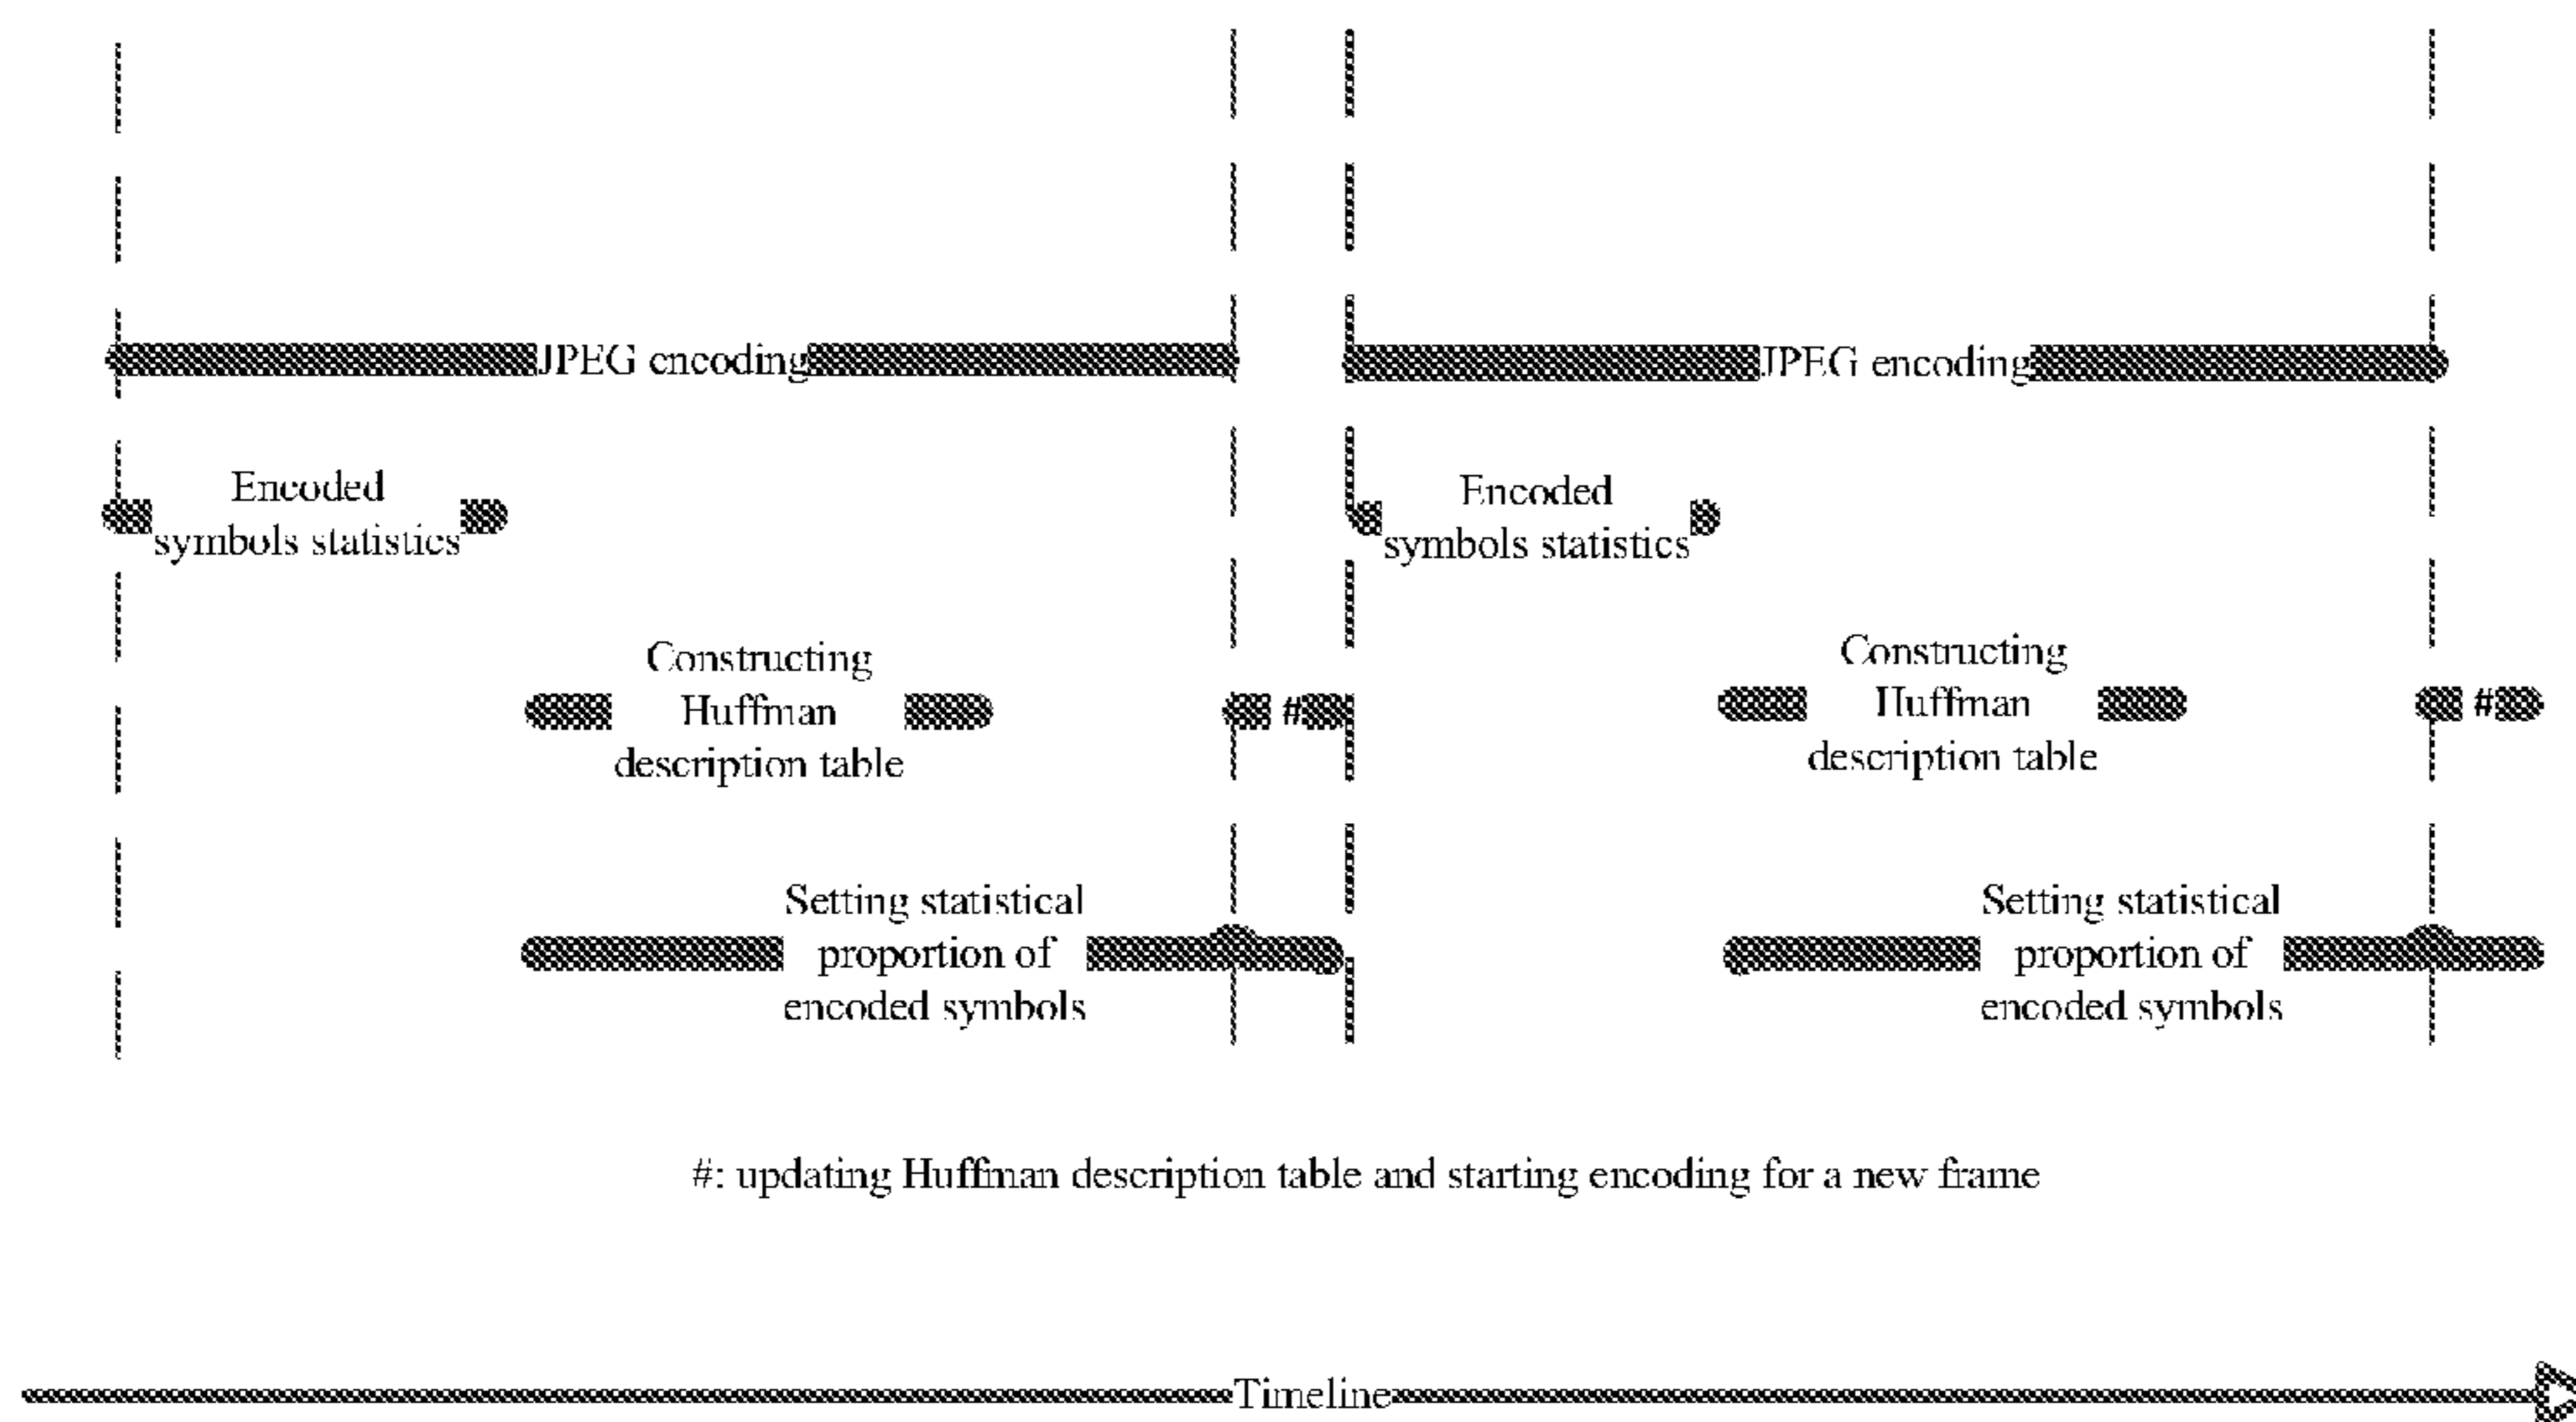 JPEG encoding
JPEG encoding
Encoded
symbols statistics
Encoded
symbols statistics
Constructing
Huffman
description table
#
Constructing
Huffman
description table
#
Setting statistical
proportion of
encoded symbols
Setting statistical
proportion of
encoded symbols
#: updating Huffman description table and starting encoding for a new frame
Timeline